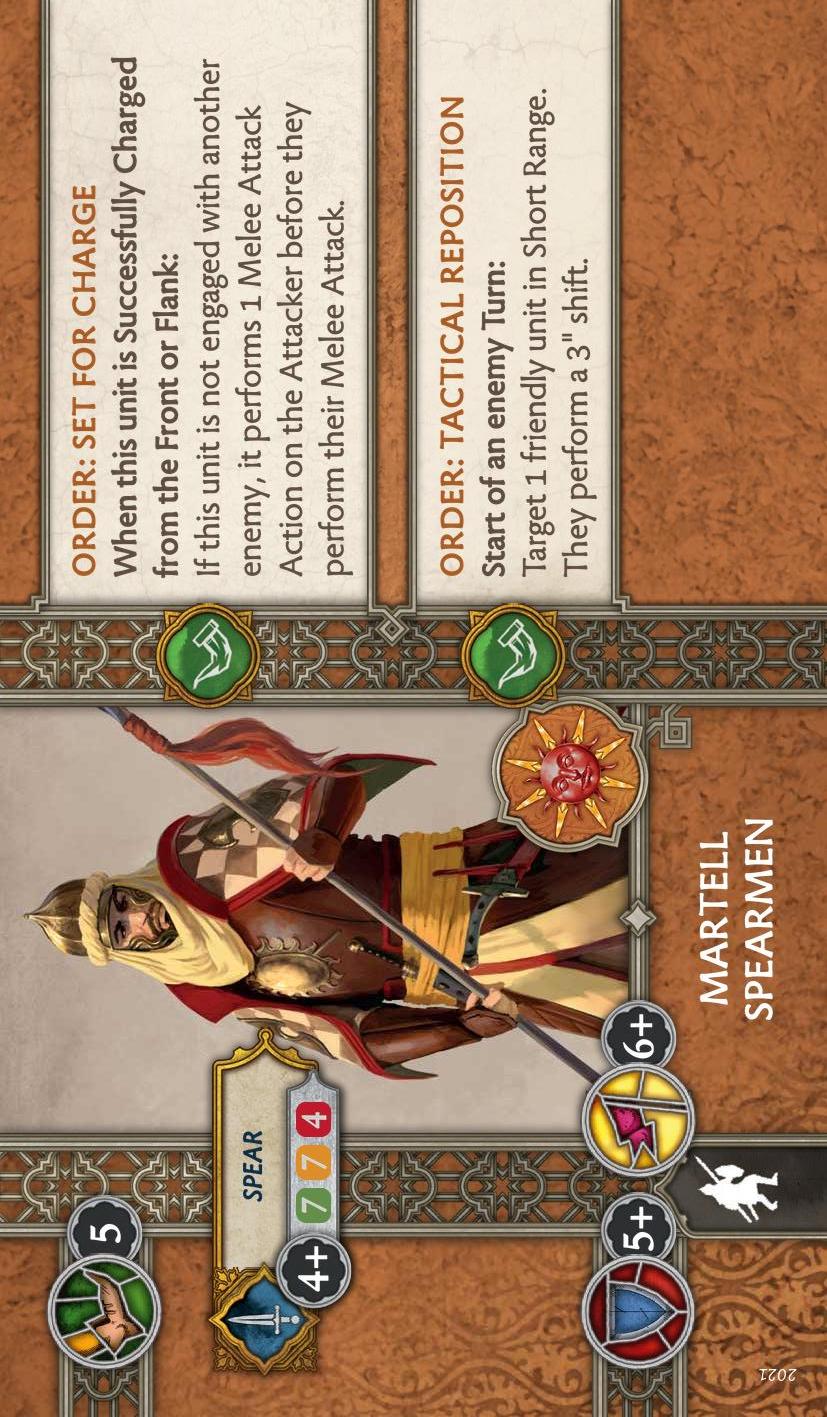 5
SPEAR
4+
7 7 4
5+
6+
MARTELL
SPEARMEN
2021
ORDER: SET FOR CHARGE
When this unit is Successfully Charged
from the Front or Flank:
If this unit is not engaged with another
enemy, it performs 1 Melee Attack
Action on the Attacker before they
perform their Melee Attack.
ORDER: TACTICAL REPOSITION
Start of an enemy Turn:
Target 1 friendly unit in Short Range.
They perform a 3" shift.